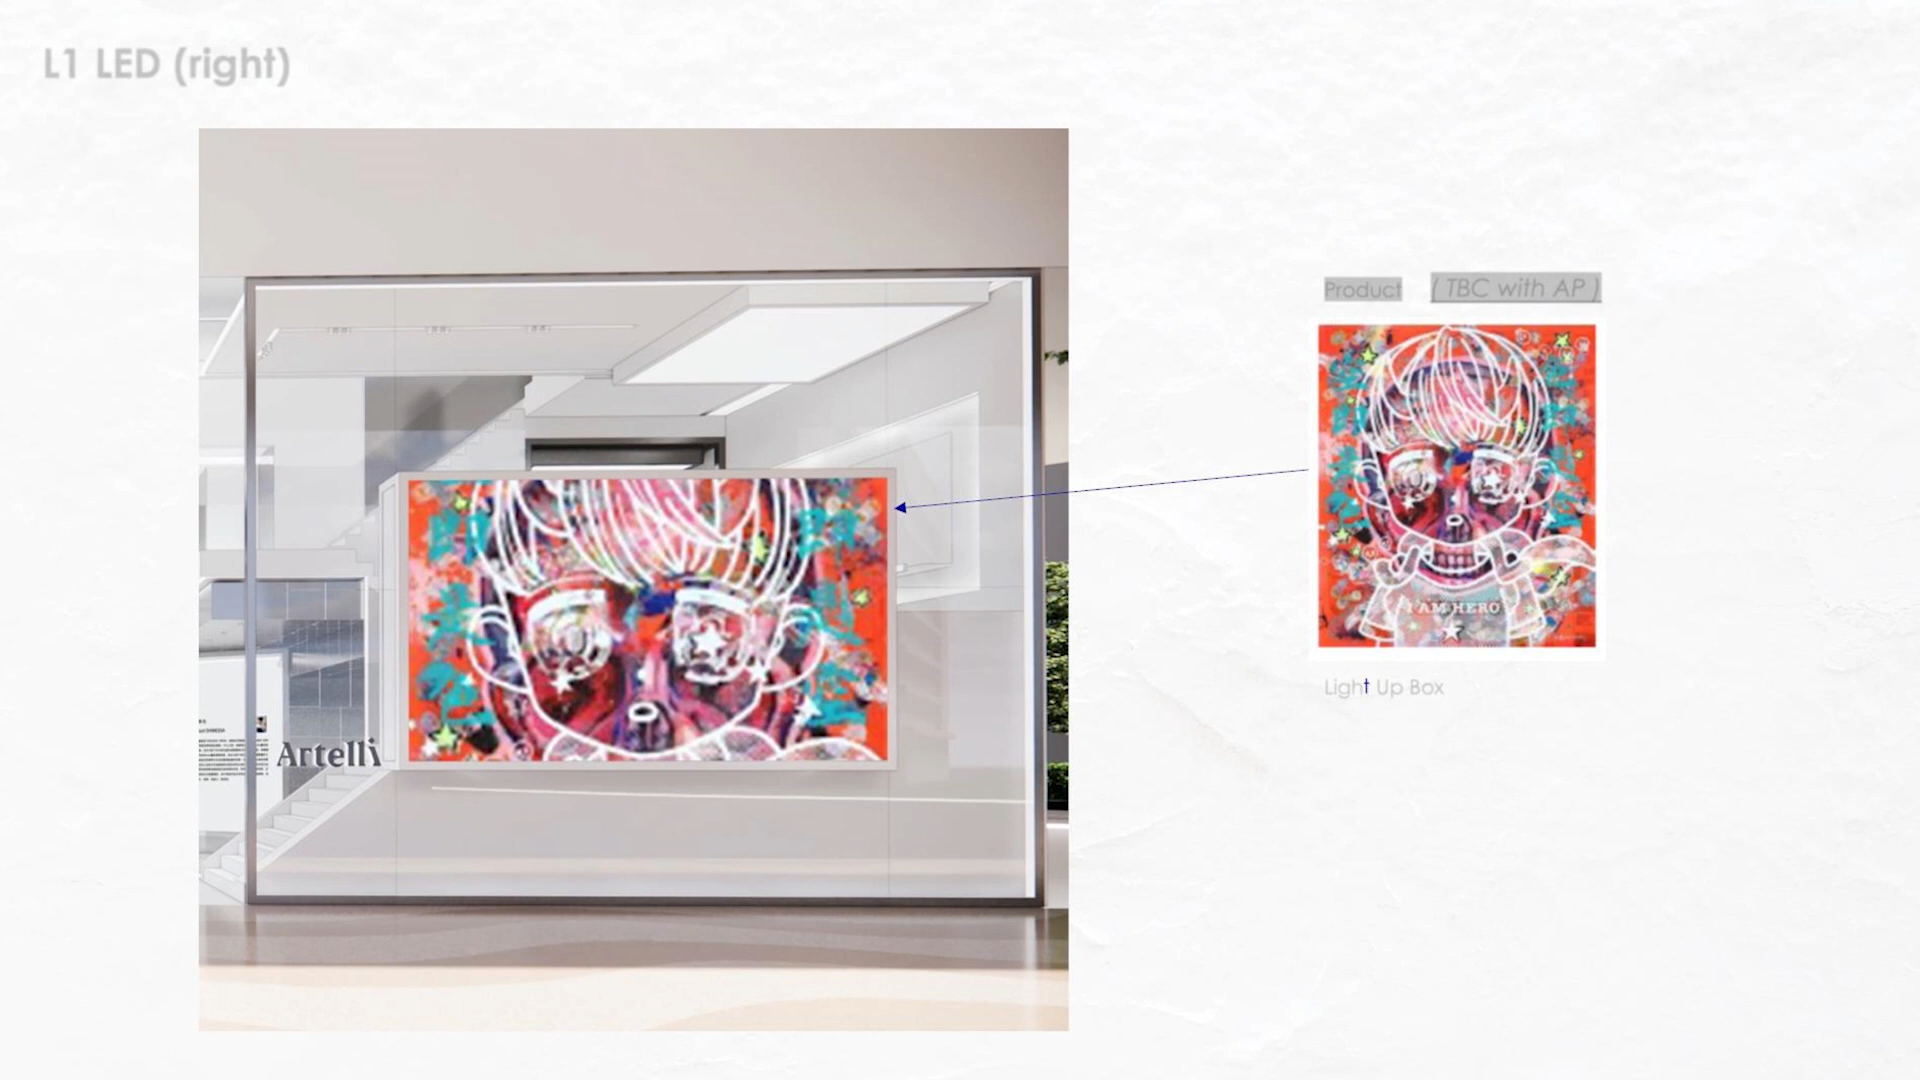 L1 LED (right)
Product ( TBC with AP )
I AM HERO
Light Up Box
Artelli